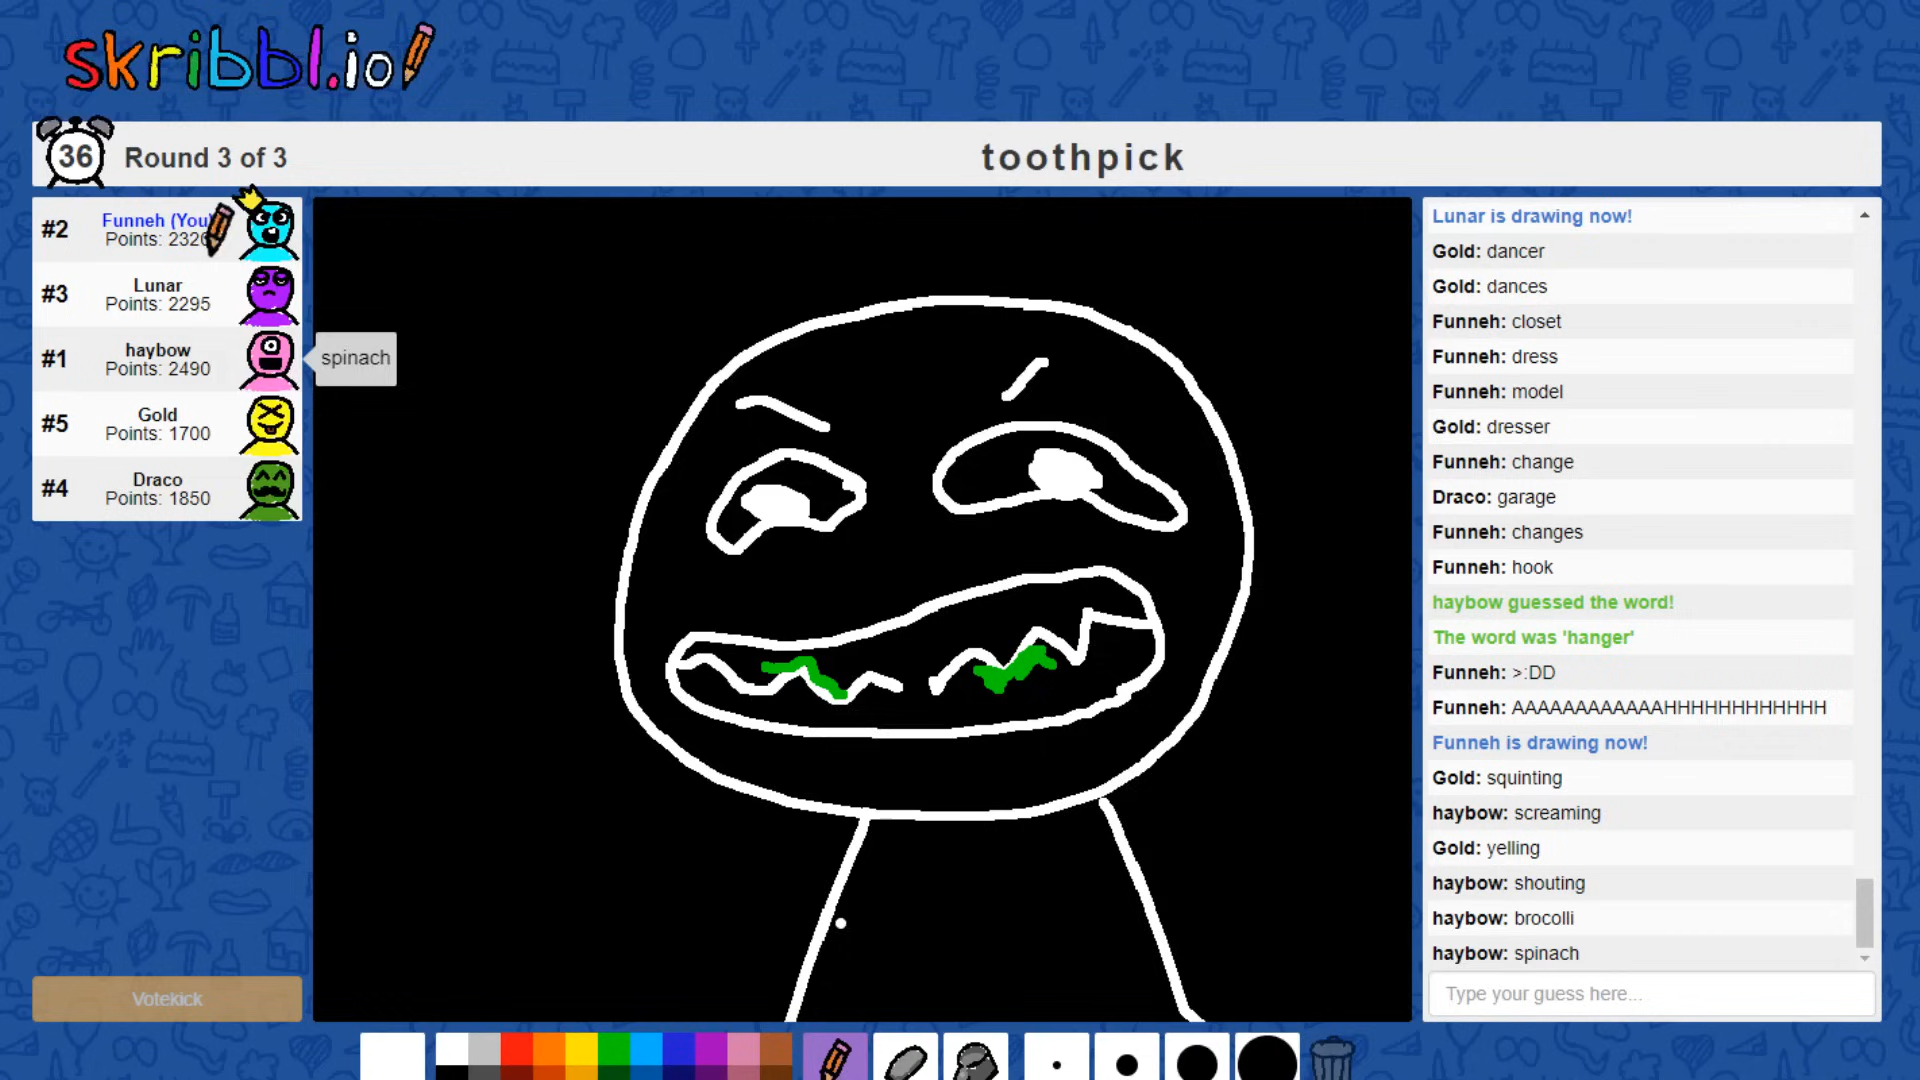 skribbl.io
36 Round 3 of 3
toothpick
#2 Funneh (You)
Points: 2326
#3 Lunar
Points: 2295
#1 haybow
Points: 2490
spinach
#5 Gold
Points: 1700
#4 Draco
Points: 1850
Votekick
Lunar is drawing now!
Gold: dancer
Gold: dances
Funneh: closet
Funneh: dress
Funneh: model
Gold: dresser
Funneh: change
Draco: garage
Funneh: changes
Funneh: hook
haybow guessed the word!
The word was 'hanger'
Funneh: >:DD
Funneh: AAAAAAAAAAAAHHHHHHHHHHHH
Funneh is drawing now!
Gold: squinting
haybow: screaming
Gold: yelling
haybow: shouting
haybow: brocolli
haybow: spinach
Type your guess here...